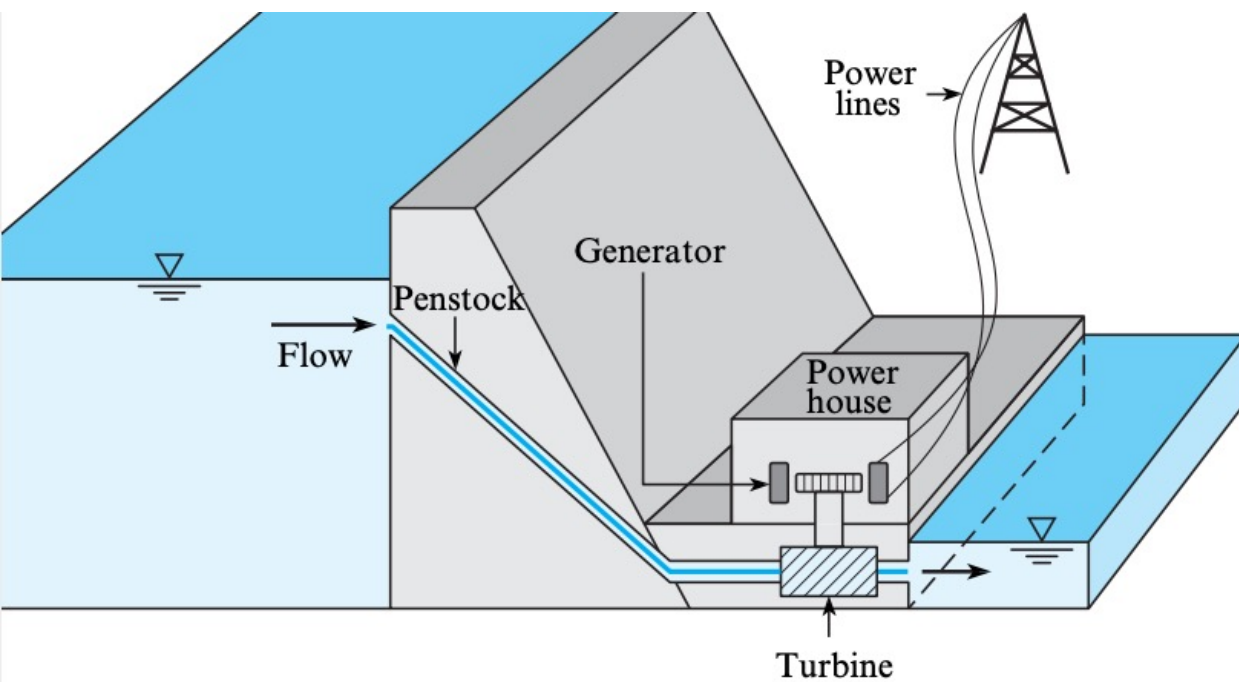 Power
lines
Generator
Penstock
Flow
Power
house
Turbine